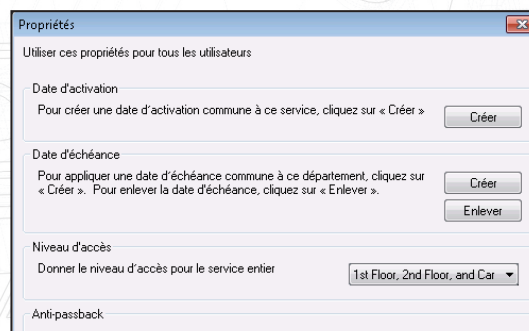 Propriétés
Utiliser ces propriétés pour tous les utilisateurs
Date d'activation
Pour créer une date d'activation commune à ce service, cliquez sur « Créer »
Créer
Date d'échéance
Pour appliquer une date d'échéance commune à ce département, cliquez sur
« Créer ». Pour enlever la date d'échéance, cliquez sur « Enlever ».
Créer
Enlever
Niveau d'accès
Donner le niveau d'accès pour le service entier
1st Floor, 2nd Floor, and Car
Anti-passback